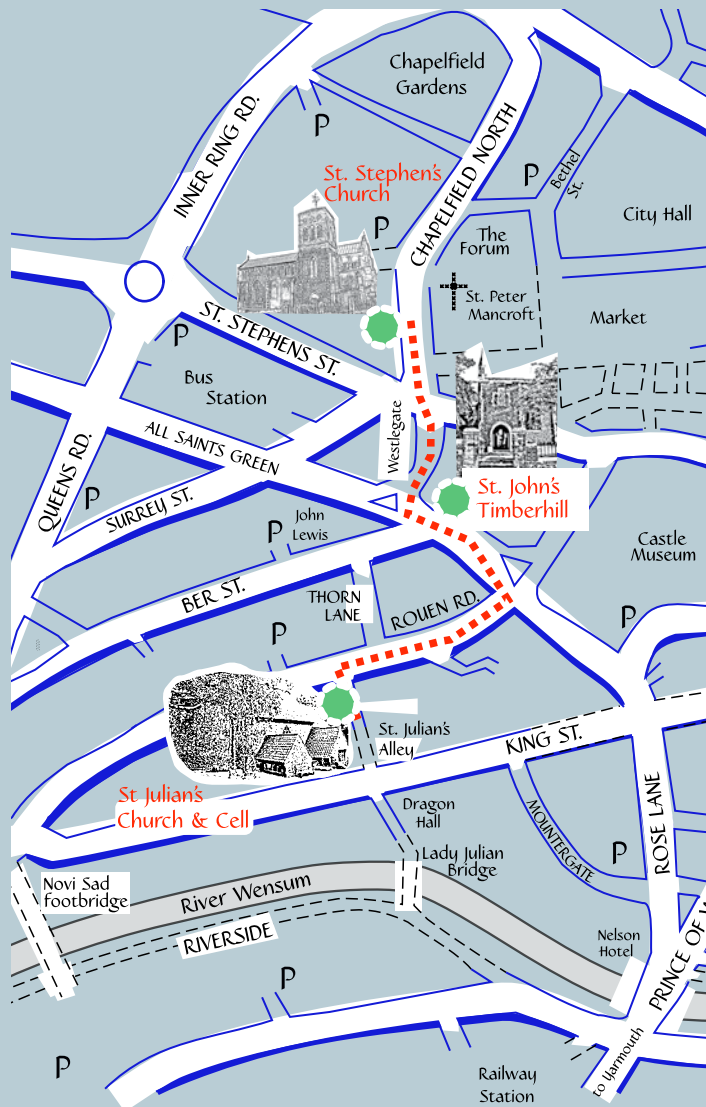 Chapelfield
Gardens
INNER RING RD.
P
CHAPELFIELD NORTH
P
Bethel
St.
St. Stephen's
Church
P
City Hall
The
Forum
St. Peter
Mancroft
Market
ST. STEPHENS ST.
P
Bus
Station
Westlegate
ALL SAINTS GREEN
QUEENS RD.
P
SURREY ST.
St. John's
Timberhill
P
John
Lewis
Castle
Museum
BER ST.
THORN
LANE
ROUEN RD.
P
P
St. Julian's
Alley
KING ST.
St Julian's
Church & Cell
Dragon
Hall
MOUNTERGATE
ROSE LANE
P
Lady Julian
Bridge
Novi Sad
footbridge
River Wensum
RIVERSIDE
Nelson
Hotel
PRINCE OF
P
P
to Yarmouth
Railway
Station